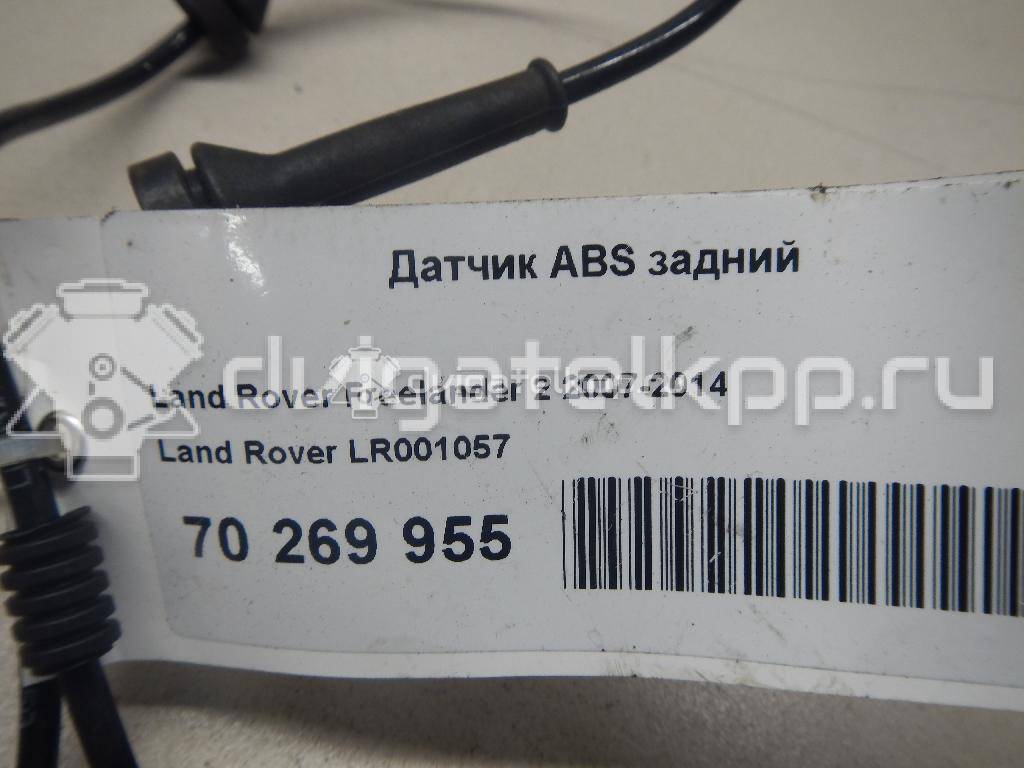 Датчик ABS задний
dvigatelkpp.ru
Land Rover Freelander 2 2007-2014
Land Rover LR001057
70 269 955